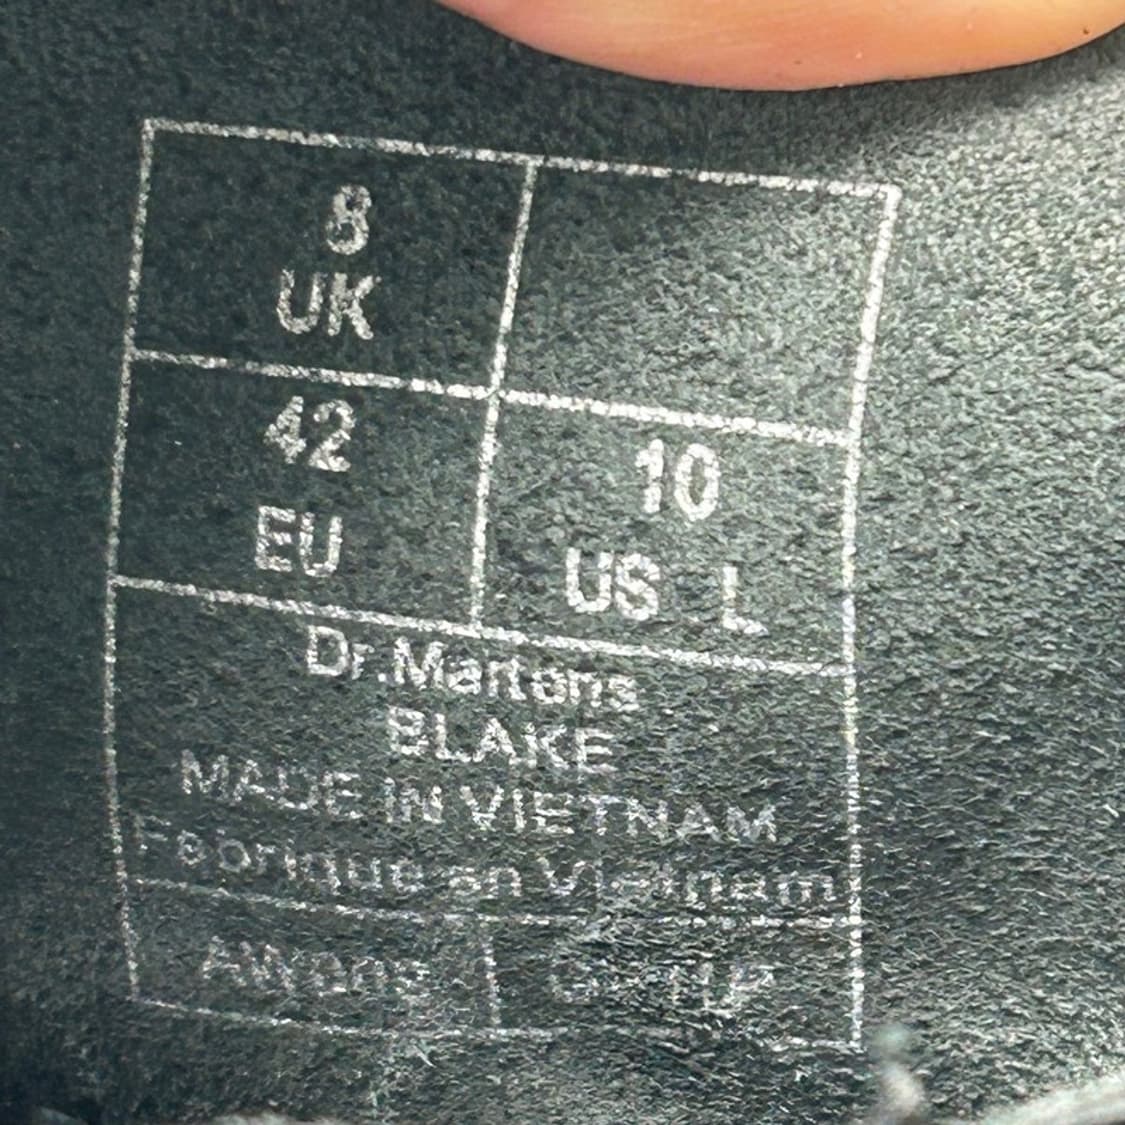 8
UK
42
EU
10
US L
Dr.Martens
BLAKE
MADE IN VIETNAM
Fabriqué en Vietnam